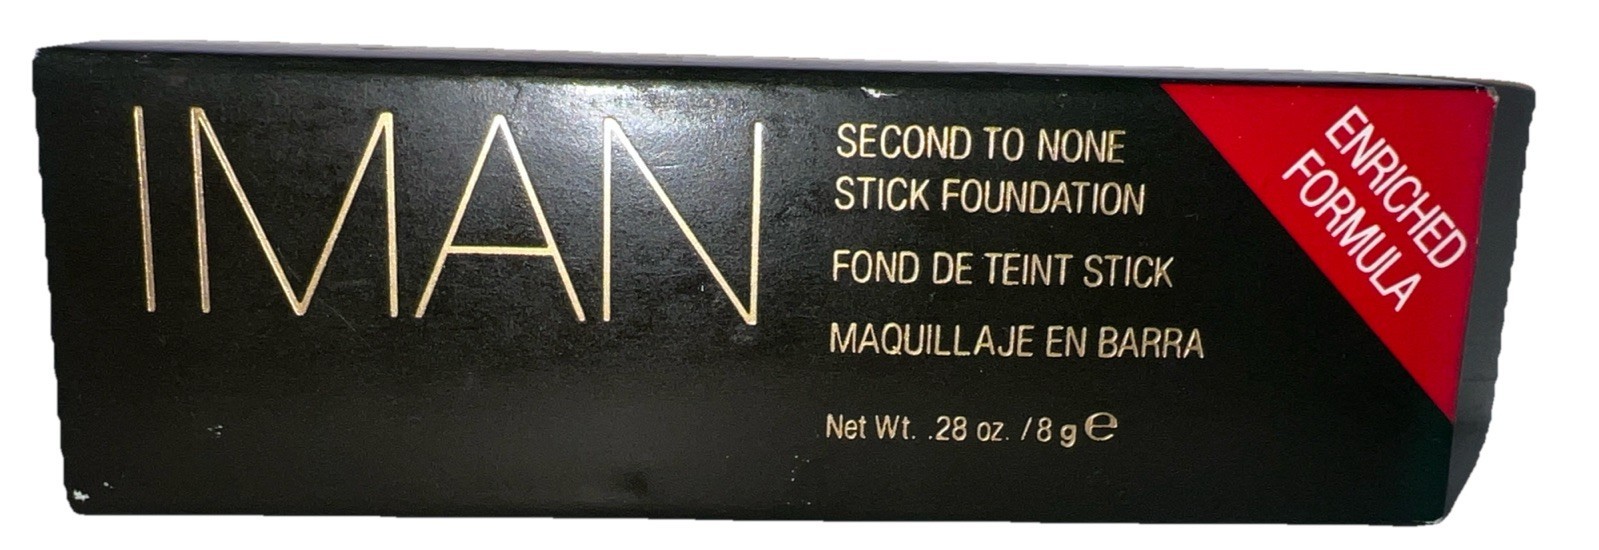 IMAN
SECOND TO NONE
STICK FOUNDATION
FOND DE TEINT STICK
MAQUILLAJE EN BARRA
Net Wt. .28 oz. / 8 g ℮
ENRICHED
FORMULA